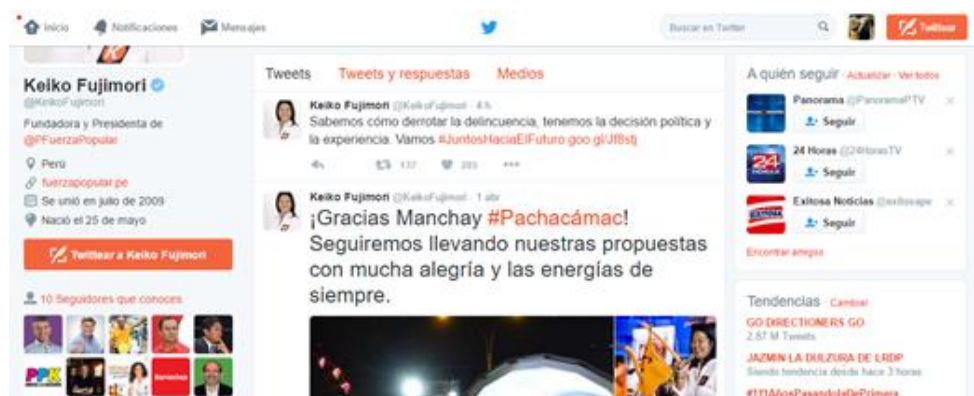 Inicio
Notificaciones
Mensajes
Buscar en Twitter
Twittear
Keiko Fujimori
@KeikoFujimori
Fundadora y Presidenta de
@PFuerzaPopular
Perú
fuerzapopular.pe
Se unió en julio de 2009
Nació el 25 de mayo
Twittear a Keiko Fujimori
10 Seguidores que conoces
PPK
Tweets
Tweets y respuestas
Medios
Keiko Fujimori @KeikoFujimori · 4 h
Sabemos cómo derrotar la delincuencia, tenemos la decisión política y
la experiencia. Vamos #JuntosHaciaElFuturo goo.gl/Jf8stj
137
285
Keiko Fujimori @KeikoFujimori · 1 abr
¡Gracias Manchay #Pachacámac!
Seguiremos llevando nuestras propuestas
con mucha alegría y las energías de
siempre.
A quién seguir · Actualizar · Ver todos
Panorama @PanoramaPTV
Seguir
24 Horas @24HorasTV
24
HORAS
Seguir
Exitosa Noticias @exitosape
EXITOSA
Seguir
Encontrar amigos
Tendencias · Cambiar
GO DIRECTIONERS GO
2.87 M Tweets
JAZMIN LA DULZURA DE LRDP
Siendo tendencia desde hace 3 horas
#111AñosPasandolaDePrimera